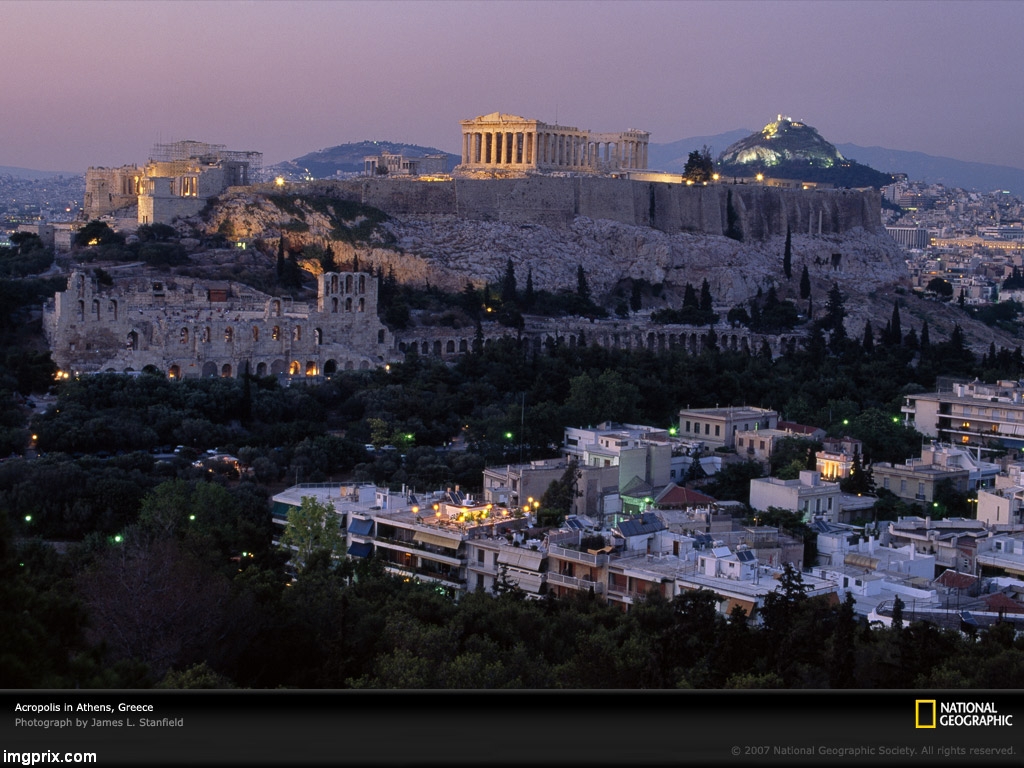 Acropolis in Athens, Greece
Photograph by James L. Stanfield
NATIONAL
GEOGRAPHIC
© 2007 National Geographic Society. All rights reserved.
imgprix.com